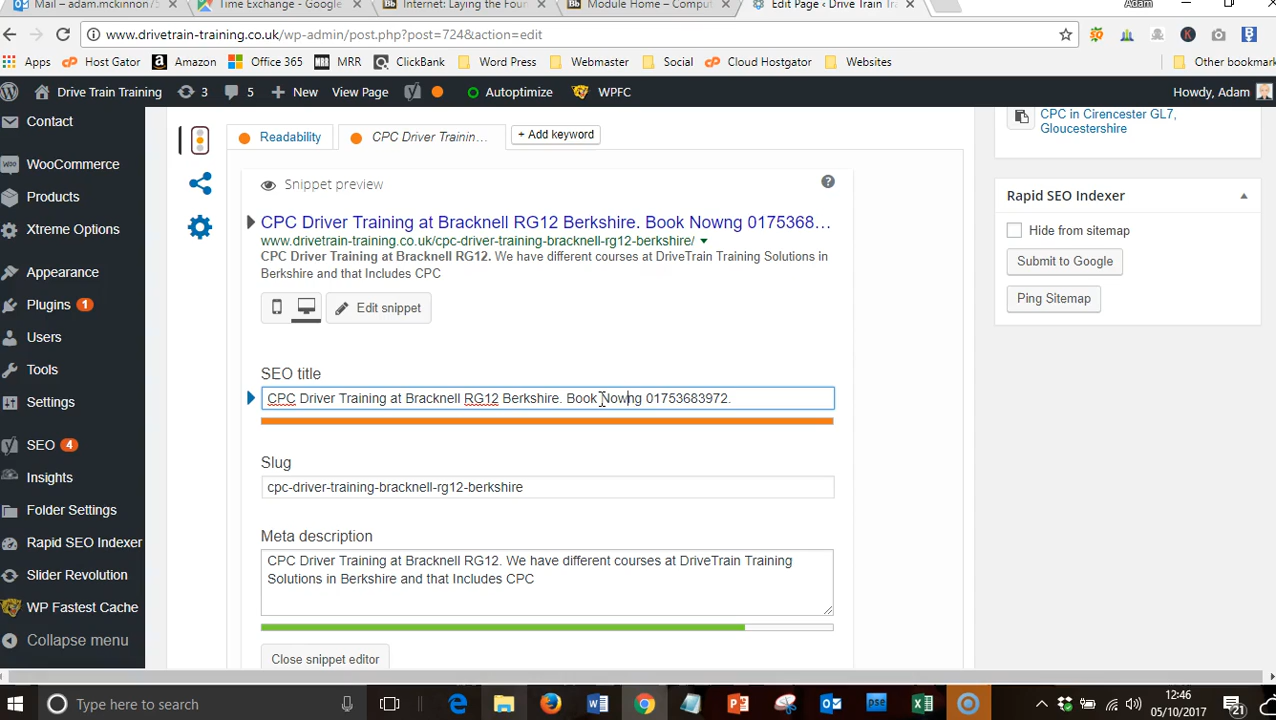 Mail – adam.mckinnon /
Time Exchange - Google
Internet: Laying the Foun
Module Home – Comput
Edit Page ‹ Drive Train Tr
Adam
www.drivetrain-training.co.uk/wp-admin/post.php?post=724&action=edit
Apps
Host Gator
Amazon
Office 365
MRR
ClickBank
Word Press
Webmaster
Social
Cloud Hostgator
Websites
Other bookmark
Drive Train Training
3
5
New
View Page
Autoptimize
WPFC
Howdy, Adam
Contact
WooCommerce
Products
Xtreme Options
Appearance
Plugins 1
Users
Tools
Settings
SEO 4
Insights
Folder Settings
Rapid SEO Indexer
Slider Revolution
WP Fastest Cache
Collapse menu
Readability
CPC Driver Trainin...
+ Add keyword
Snippet preview
CPC Driver Training at Bracknell RG12 Berkshire. Book Nowng 0175368...
www.drivetrain-training.co.uk/cpc-driver-training-bracknell-rg12-berkshire/
CPC Driver Training at Bracknell RG12. We have different courses at DriveTrain Training Solutions in
Berkshire and that Includes CPC
Edit snippet
SEO title
CPC Driver Training at Bracknell RG12 Berkshire. Book Nowng 01753683972.
Slug
cpc-driver-training-bracknell-rg12-berkshire
Meta description
CPC Driver Training at Bracknell RG12. We have different courses at DriveTrain Training
Solutions in Berkshire and that Includes CPC
Close snippet editor
CPC in Cirencester GL7,
Gloucestershire
Rapid SEO Indexer
Hide from sitemap
Submit to Google
Ping Sitemap
Type here to search
12:46
05/10/2017
21